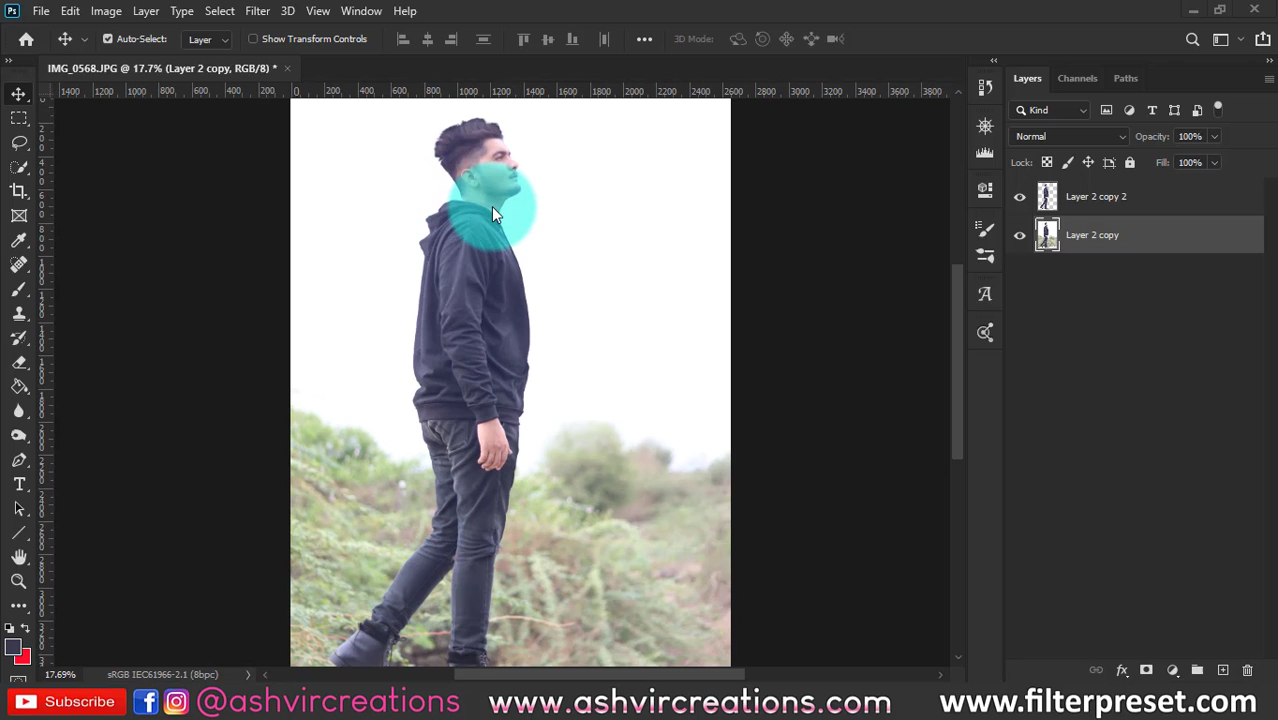 Ps File Edit Image Layer Type Select Filter 3D View Window Help
Auto-Select: Layer Show Transform Controls 3D Mode:
IMG_0568.JPG @ 17.7% (Layer 2 copy, RGB/8) *
1400 1200 1000 800 600 400 200 0 200 400 600 800 1000 1200 1400 1600 1800 2000 2200 2400 2600 2800 3000 3200 3400 3600 3800
Layers Channels Paths
Kind
Normal Opacity: 100%
Lock: Fill: 100%
Layer 2 copy 2
Layer 2 copy
17.69% sRGB IEC61966-2.1 (8bpc)
Subscribe @ashvircreations www.ashvircreations.com www.filterpreset.com